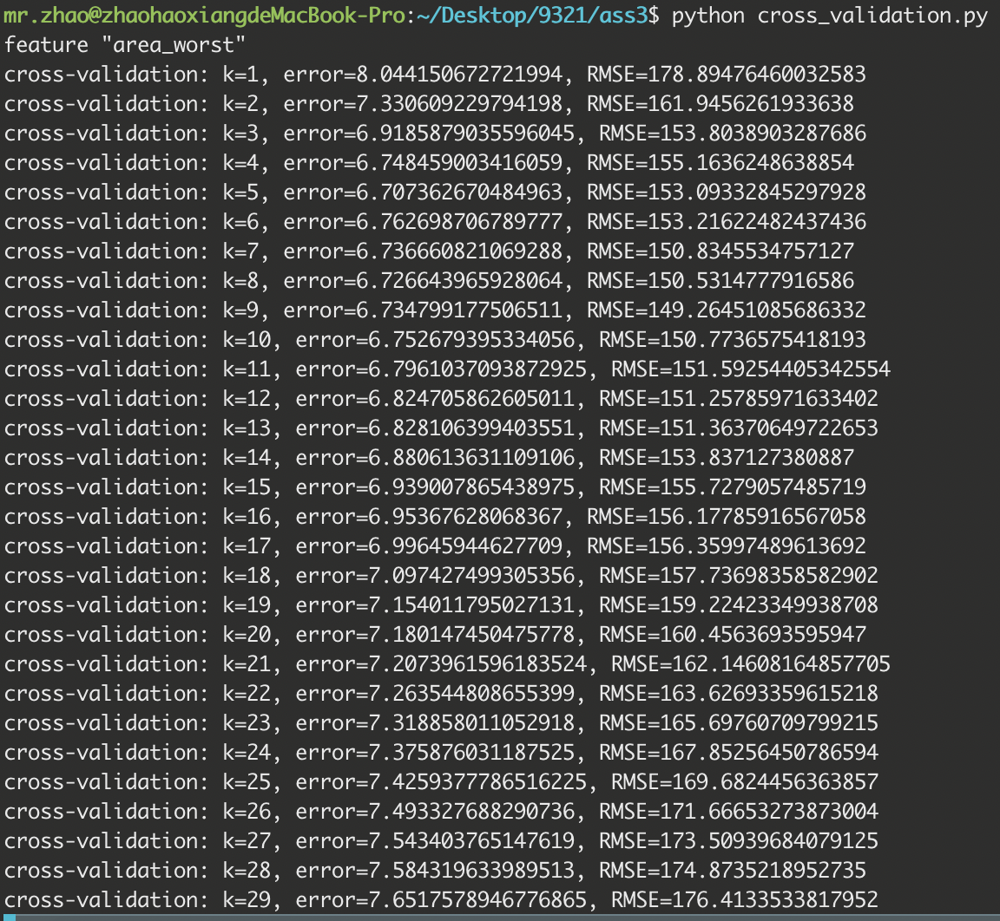 mr.zhao@zhaohaoxiangdeMacBook-Pro:~/Desktop/9321/ass3$ python cross_validation.py
feature "area_worst"
cross-validation: k=1, error=8.044150672721994, RMSE=178.89476460032583
cross-validation: k=2, error=7.330609229794198, RMSE=161.9456261933638
cross-validation: k=3, error=6.9185879035596045, RMSE=153.8038903287686
cross-validation: k=4, error=6.748459003416059, RMSE=155.1636248638854
cross-validation: k=5, error=6.707362670484963, RMSE=153.09332845297928
cross-validation: k=6, error=6.762698706789777, RMSE=153.21622482437436
cross-validation: k=7, error=6.736660821069288, RMSE=150.8345534757127
cross-validation: k=8, error=6.726643965928064, RMSE=150.5314777916586
cross-validation: k=9, error=6.734799177506511, RMSE=149.26451085686332
cross-validation: k=10, error=6.752679395334056, RMSE=150.7736575418193
cross-validation: k=11, error=6.7961037093872925, RMSE=151.59254405342554
cross-validation: k=12, error=6.824705862605011, RMSE=151.25785971633402
cross-validation: k=13, error=6.828106399403551, RMSE=151.36370649722653
cross-validation: k=14, error=6.880613631109106, RMSE=153.837127380887
cross-validation: k=15, error=6.939007865438975, RMSE=155.7279057485719
cross-validation: k=16, error=6.95367628068367, RMSE=156.17785916567058
cross-validation: k=17, error=6.99645944627709, RMSE=156.35997489613692
cross-validation: k=18, error=7.097427499305356, RMSE=157.73698358582902
cross-validation: k=19, error=7.154011795027131, RMSE=159.22423349938708
cross-validation: k=20, error=7.180147450475778, RMSE=160.4563693595947
cross-validation: k=21, error=7.2073961596183524, RMSE=162.14608164857705
cross-validation: k=22, error=7.263544808655399, RMSE=163.62693359615218
cross-validation: k=23, error=7.318858011052918, RMSE=165.69760709799215
cross-validation: k=24, error=7.375876031187525, RMSE=167.85256450786594
cross-validation: k=25, error=7.4259377786516225, RMSE=169.6824456363857
cross-validation: k=26, error=7.493327688290736, RMSE=171.66653273873004
cross-validation: k=27, error=7.543403765147619, RMSE=173.50939684079125
cross-validation: k=28, error=7.584319633989513, RMSE=174.8735218952735
cross-validation: k=29, error=7.6517578946776865, RMSE=176.4133533817952